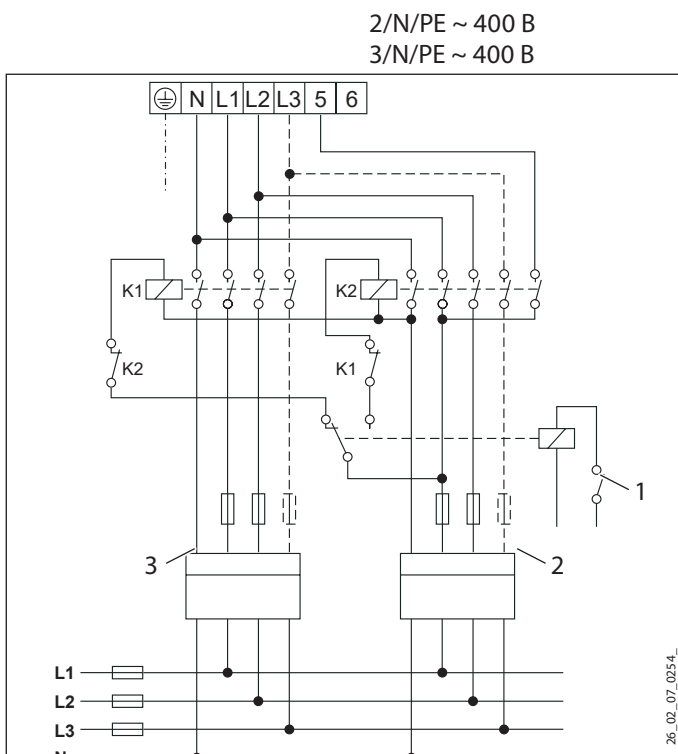 2/N/PE ~ 400 В
3/N/PE ~ 400 В
N L1 L2 L3 5 6
K1
K2
K2
K1
1
3
2
L1
L2
L3
26_02_07_0254_